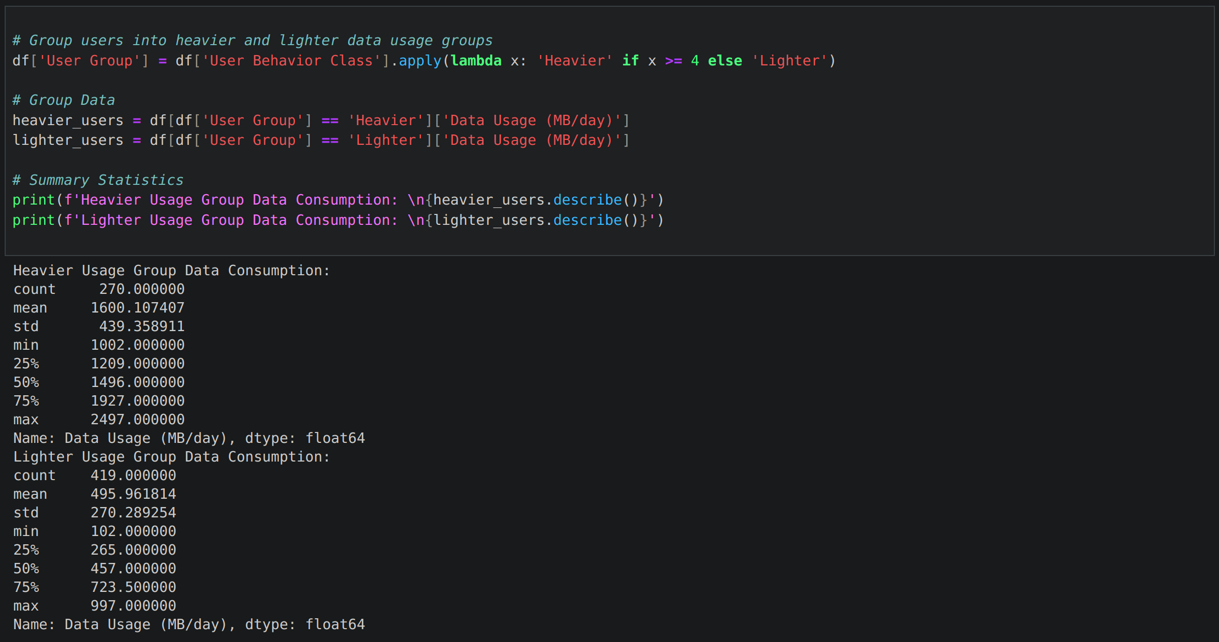 # Group users into heavier and lighter data usage groups
df['User Group'] = df['User Behavior Class'].apply(lambda x: 'Heavier' if x >= 4 else 'Lighter')
# Group Data
heavier_users = df[df['User Group'] == 'Heavier']['Data Usage (MB/day)']
lighter_users = df[df['User Group'] == 'Lighter']['Data Usage (MB/day)']
# Summary Statistics
print(f'Heavier Usage Group Data Consumption: \n{heavier_users.describe()}')
print(f'Lighter Usage Group Data Consumption: \n{lighter_users.describe()}')
Heavier Usage Group Data Consumption:
count     270.000000
mean     1600.107407
std       439.358911
min      1002.000000
25%      1209.000000
50%      1496.000000
75%      1927.000000
max      2497.000000
Name: Data Usage (MB/day), dtype: float64
Lighter Usage Group Data Consumption:
count    419.000000
mean     495.961814
std      270.289254
min      102.000000
25%      265.000000
50%      457.000000
75%      723.500000
max      997.000000
Name: Data Usage (MB/day), dtype: float64